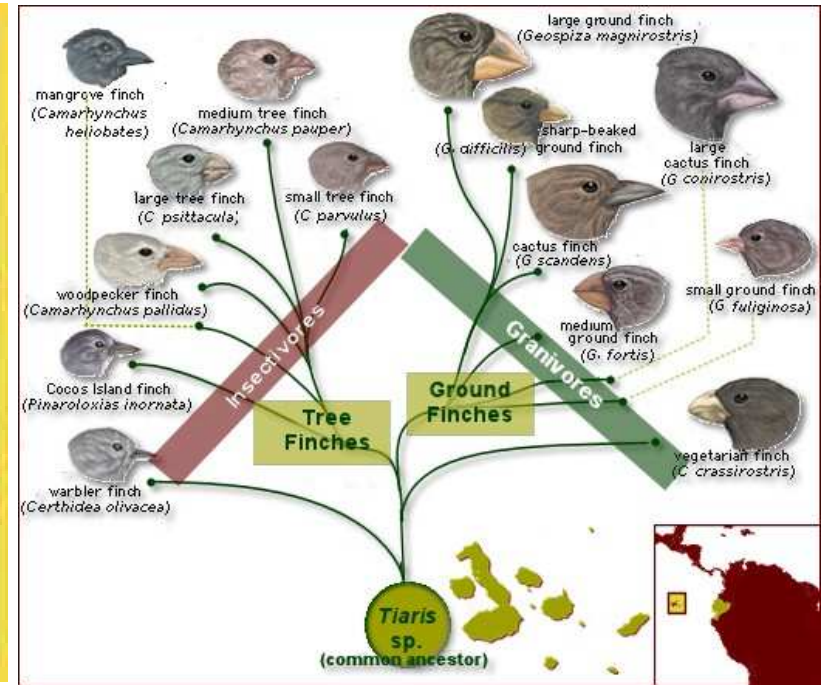 large ground finch
(Geospiza magnirostris)
mangrove finch
(Camarhynchus
heliobates)
medium tree finch
(Camarhynchus pauper)
sharp-beaked
(G. difficilis) ground finch
large
cactus finch
(G conirostris)
large tree finch
(C psittacula)
small tree finch
(C parvulus)
cactus finch
(G scandens)
woodpecker finch
(Camarhynchus pallidus)
small ground finch
(G fuliginosa)
medium
ground finch
(G. fortis)
Insectivores
Granivores
Cocos Island finch
(Pinaroloxias inornata)
Tree
Finches
Ground
Finches
vegetarian finch
(C crassirostris)
warbler finch
(Certhidea olivacea)
Tiaris
sp.
(common ancestor)